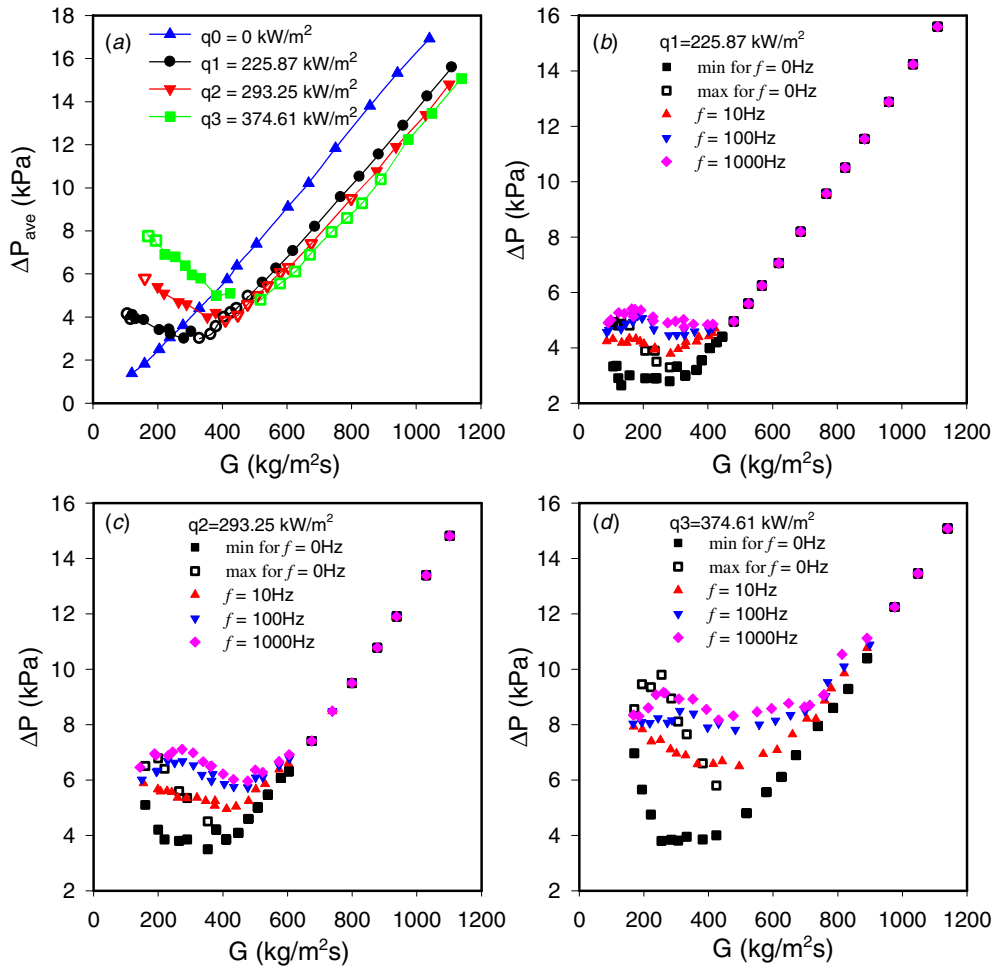 (a)
q0 = 0 kW/m²
q1 = 225.87 kW/m²
q2 = 293.25 kW/m²
q3 = 374.61 kW/m²
ΔPave (kPa)
18
16
14
12
10
8
6
4
2
0
0 200 400 600 800 1000 1200
G (kg/m²s)
(b)
q1=225.87 kW/m²
min for f = 0Hz
max for f = 0Hz
f = 10Hz
f = 100Hz
f = 1000Hz
ΔP (kPa)
16
14
12
10
8
6
4
2
0 200 400 600 800 1000 1200
G (kg/m²s)
(c)
q2=293.25 kW/m²
min for f = 0Hz
max for f = 0Hz
f = 10Hz
f = 100Hz
f = 1000Hz
ΔP (kPa)
16
14
12
10
8
6
4
2
0 200 400 600 800 1000 1200
G (kg/m²s)
(d)
q3=374.61 kW/m²
min for f = 0Hz
max for f = 0Hz
f = 10Hz
f = 100Hz
f = 1000Hz
ΔP (kPa)
16
14
12
10
8
6
4
2
0 200 400 600 800 1000 1200
G (kg/m²s)